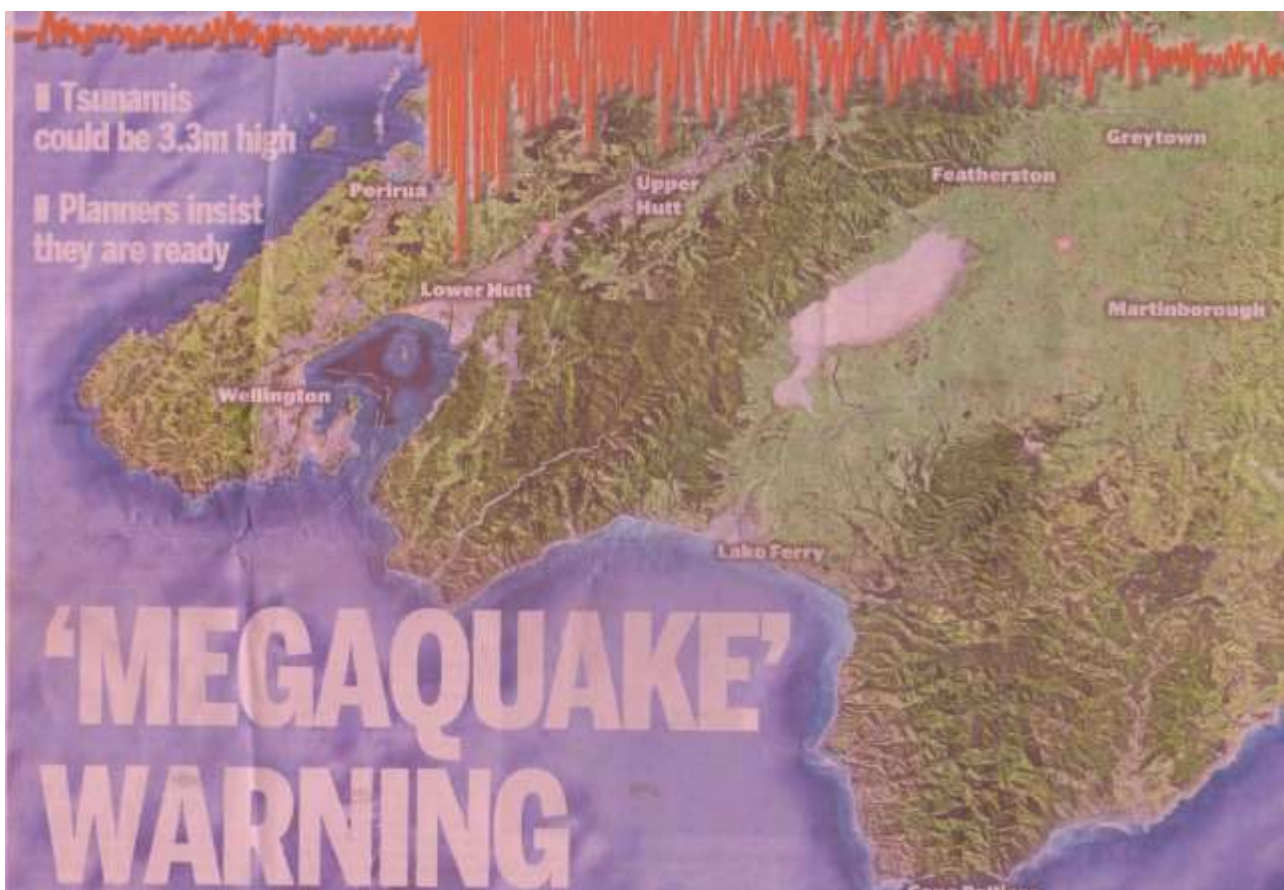 Tsunamis
could be 3.3m high
Planners insist
they are ready
Greytown
Featherston
Upper
Hutt
Porirua
Lower Hutt
Martinborough
Wellington
Lake Ferry
‘MEGAQUAKE’
WARNING